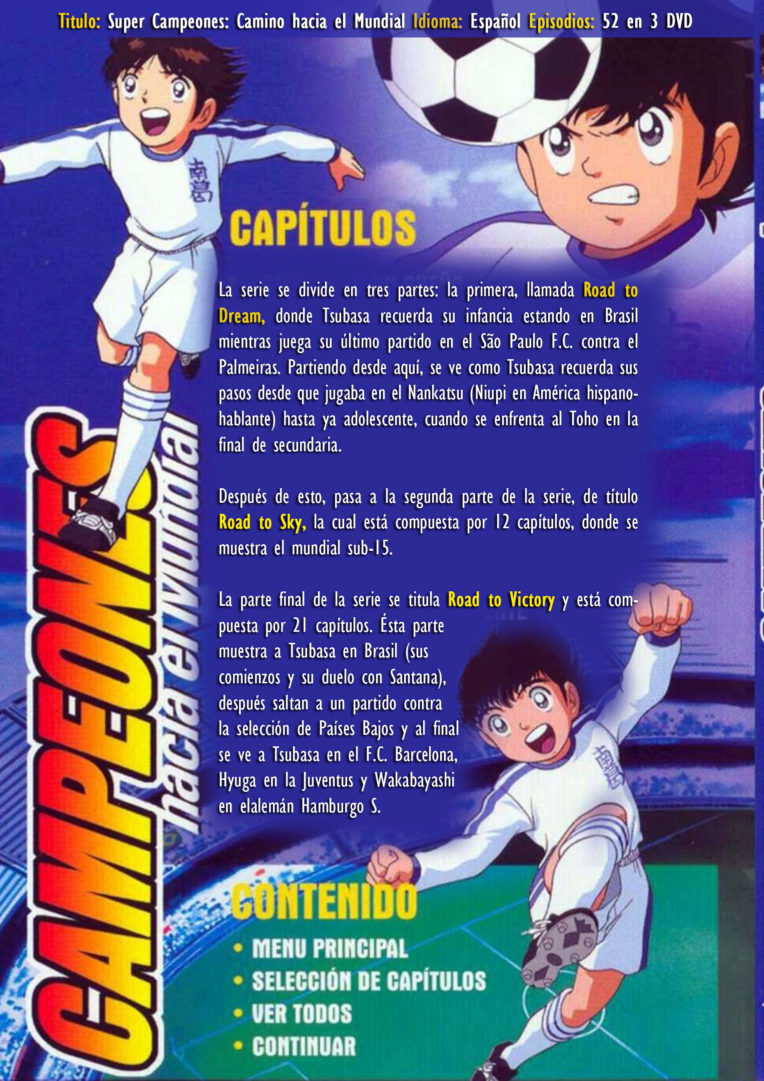 Titulo: Super Campeones: Camino hacia el Mundial Idioma: Español Episodios: 52 en 3 DVD
南葛
CAPÍTULOS
La serie se divide en tres partes: la primera, llamada Road to
Dream, donde Tsubasa recuerda su infancia estando en Brasil
mientras juega su último partido en el São Paulo F.C. contra el
Palmeiras. Partiendo desde aquí, se ve como Tsubasa recuerda sus
pasos desde que jugaba en el Nankatsu (Niupi en América hispano-
hablante) hasta ya adolescente, cuando se enfrenta al Toho en la
final de secundaria.
Después de esto, pasa a la segunda parte de la serie, de título
Road to Sky, la cual está compuesta por 12 capítulos, donde se
muestra el mundial sub-15.
La parte final de la serie se titula Road to Victory y está com-
puesta por 21 capítulos. Ésta parte
muestra a Tsubasa en Brasil (sus
comienzos y su duelo con Santana),
después saltan a un partido contra
la selección de Países Bajos y al final
se ve a Tsubasa en el F.C. Barcelona,
Hyuga en la Juventus y Wakabayashi
en elalemán Hamburgo S.
CAMPEONES
hacia el Mundial
南葛
CONTENIDO
• MENU PRINCIPAL
• SELECCIÓN DE CAPÍTULOS
• VER TODOS
• CONTINUAR